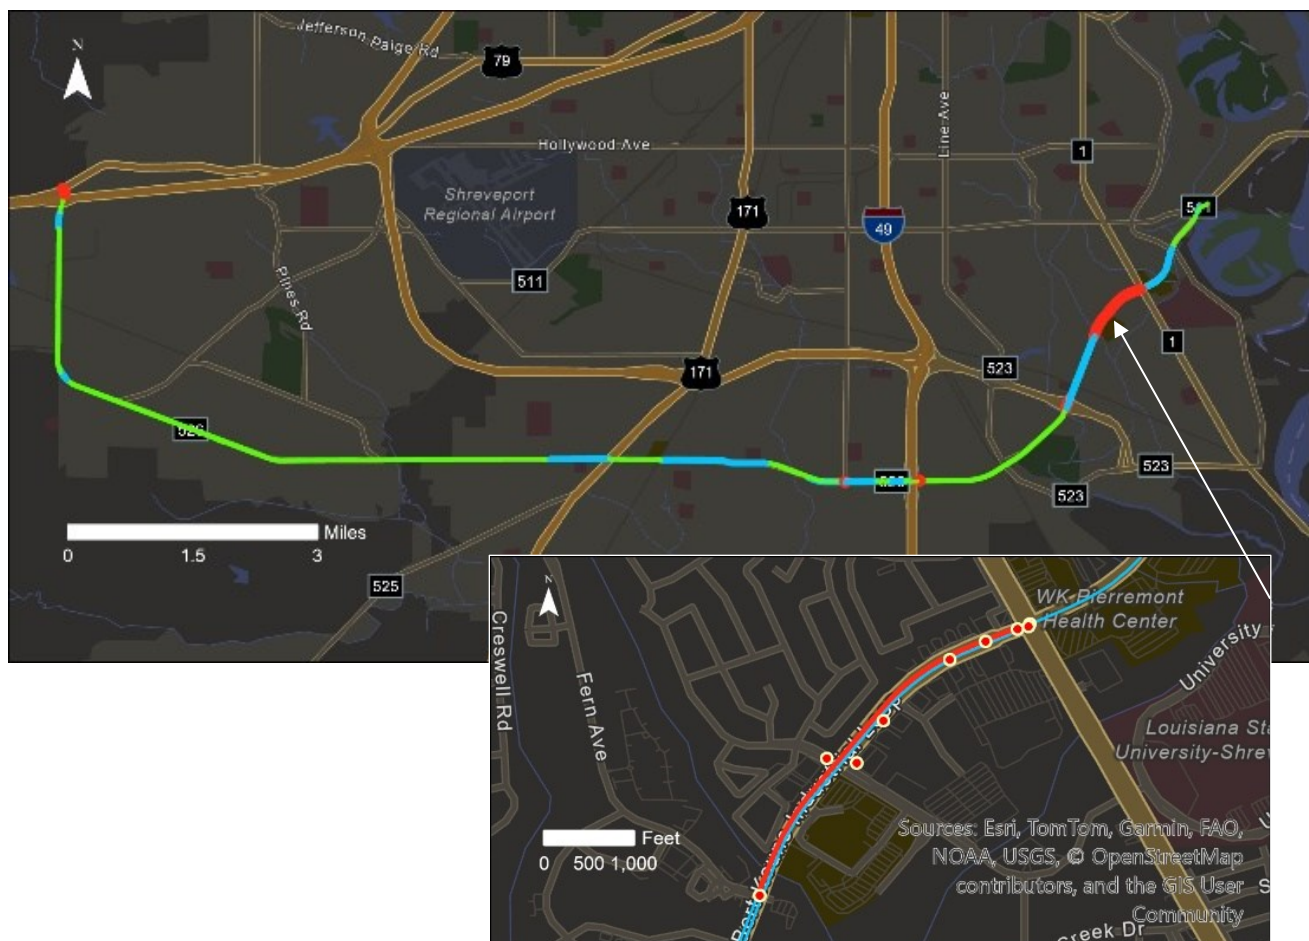 Jefferson Paige Rd
79
N
Hollywood Ave
Line Ave
1
Shreveport
Regional Airport
171
49
511
Pines Rd
171
523
1
526
523
523
Miles
0 1.5 3
525
N
WK-Pierremont
Health Center
University
Creswell Rd
Fern Ave
Louisiana Sta
University-Shrev
Loop
Feet
0 500 1,000
Sources: Esri, TomTom, Garmin, FAO,
NOAA, USGS, © OpenStreetMap
contributors, and the GIS User
Community
Creek Dr